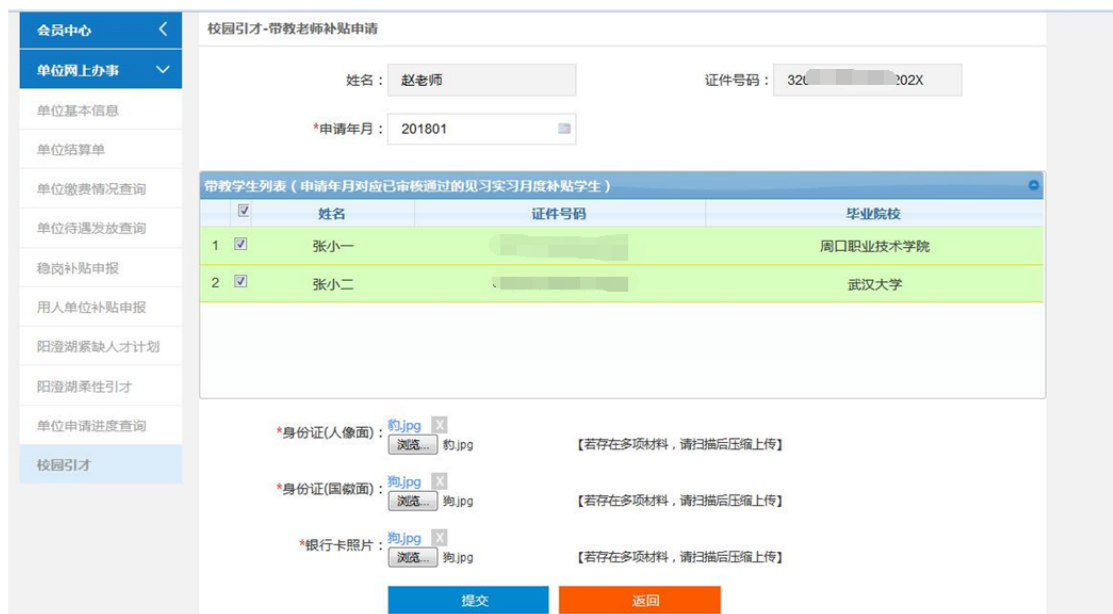 会员中心
单位网上办事
单位基本信息
单位结算单
单位缴费情况查询
单位待遇发放查询
稳岗补贴申报
用人单位补贴申报
阳澄湖紧缺人才计划
阳澄湖柔性引才
单位申请进度查询
校园引才
校园引才-带教老师补贴申请
姓名： 赵老师 证件号码： 320 202X
*申请年月： 201801
带教学生列表（申请年月对应已审核通过的见习实习月度补贴学生）
姓名 证件号码 毕业院校
1 张小一 周口职业技术学院
2 张小二 武汉大学
*身份证(人像面)： 豹.jpg X
浏览... 豹.jpg 【若存在多项材料，请扫描后压缩上传】
*身份证(国徽面)： 狗.jpg X
浏览... 狗.jpg 【若存在多项材料，请扫描后压缩上传】
*银行卡照片： 狗.jpg X
浏览... 狗.jpg 【若存在多项材料，请扫描后压缩上传】
提交 返回